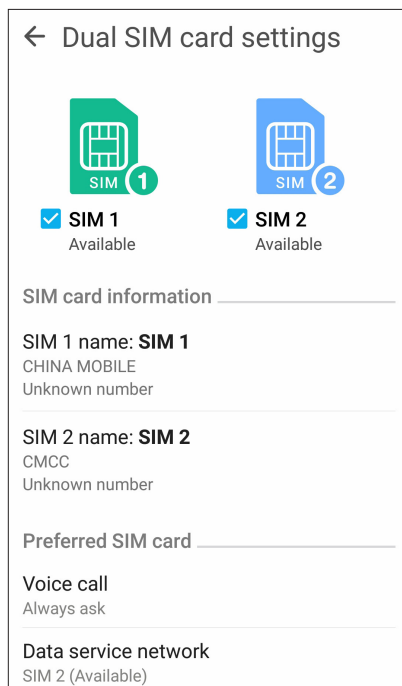 Dual SIM card settings
SIM 1 SIM 2
SIM 1 SIM 2
Available Available
SIM card information
SIM 1 name: SIM 1
CHINA MOBILE
Unknown number
SIM 2 name: SIM 2
CMCC
Unknown number
Preferred SIM card
Voice call
Always ask
Data service network
SIM 2 (Available)